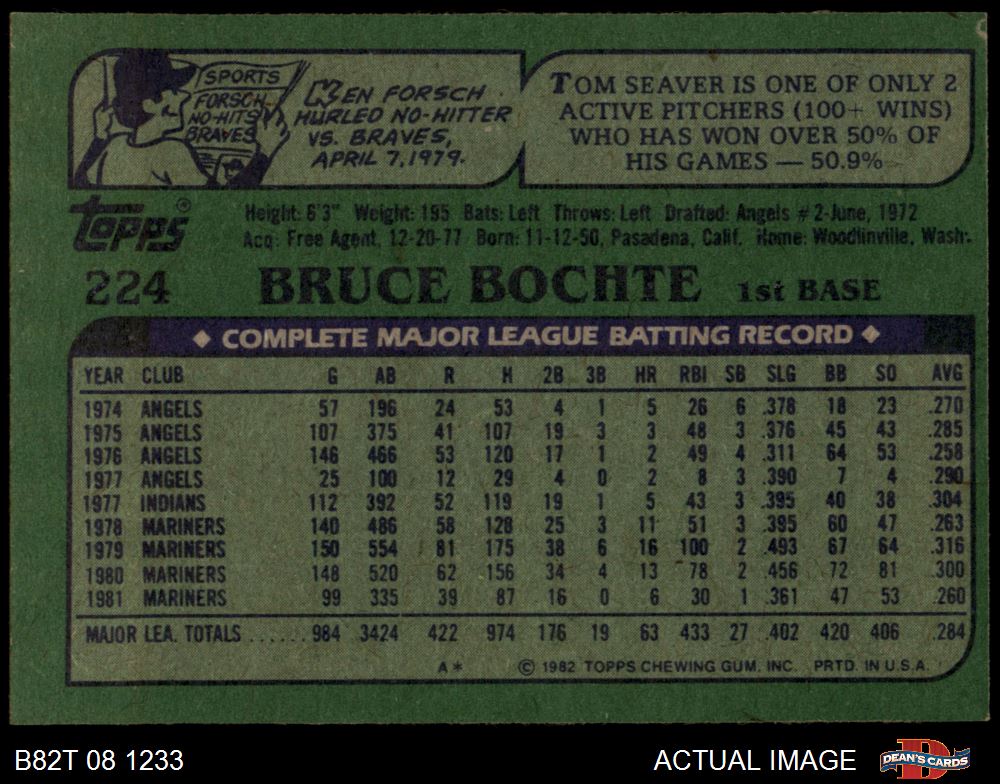 SPORTS
FORSCH
NO-HITS
BRAVES
KEN FORSCH
HURLED NO-HITTER
VS. BRAVES,
APRIL 7, 1979.
TOM SEAVER IS ONE OF ONLY 2
ACTIVE PITCHERS (100+ WINS)
WHO HAS WON OVER 50% OF
HIS GAMES — 50.9%
topps®
Height: 6'3" Weight: 195 Bats: Left Throws: Left Drafted: Angels #2-June, 1972
Acq: Free Agent, 12-20-77 Born: 11-12-50, Pasadena, Calif. Home: Woodinville, Wash.
224 BRUCE BOCHTE 1st BASE
◆ COMPLETE MAJOR LEAGUE BATTING RECORD ◆
YEAR CLUB G AB R H 2B 3B HR RBI SB SLG BB SO AVG
1974 ANGELS 57 196 24 53 4 1 5 26 6 .378 18 23 .270
1975 ANGELS 107 375 41 107 19 3 3 48 3 .376 45 43 .285
1976 ANGELS 146 466 53 120 17 1 2 49 4 .311 64 53 .258
1977 ANGELS 25 100 12 29 4 0 2 8 3 .390 7 4 .290
1977 INDIANS 112 392 52 119 19 1 5 43 3 .395 40 38 .304
1978 MARINERS 140 486 58 128 25 3 11 51 3 .395 60 47 .263
1979 MARINERS 150 554 81 175 38 6 16 100 2 .493 67 64 .316
1980 MARINERS 148 520 62 156 34 4 13 78 2 .456 72 81 .300
1981 MARINERS 99 335 39 87 16 0 6 30 1 .361 47 53 .260
MAJOR LEA. TOTALS ...... 984 3424 422 974 176 19 63 433 27 .402 420 406 .284
A* © 1982 TOPPS CHEWING GUM, INC. PRTD. IN U.S.A.
B82T 08 1233 ACTUAL IMAGE D DEAN'S CARDS